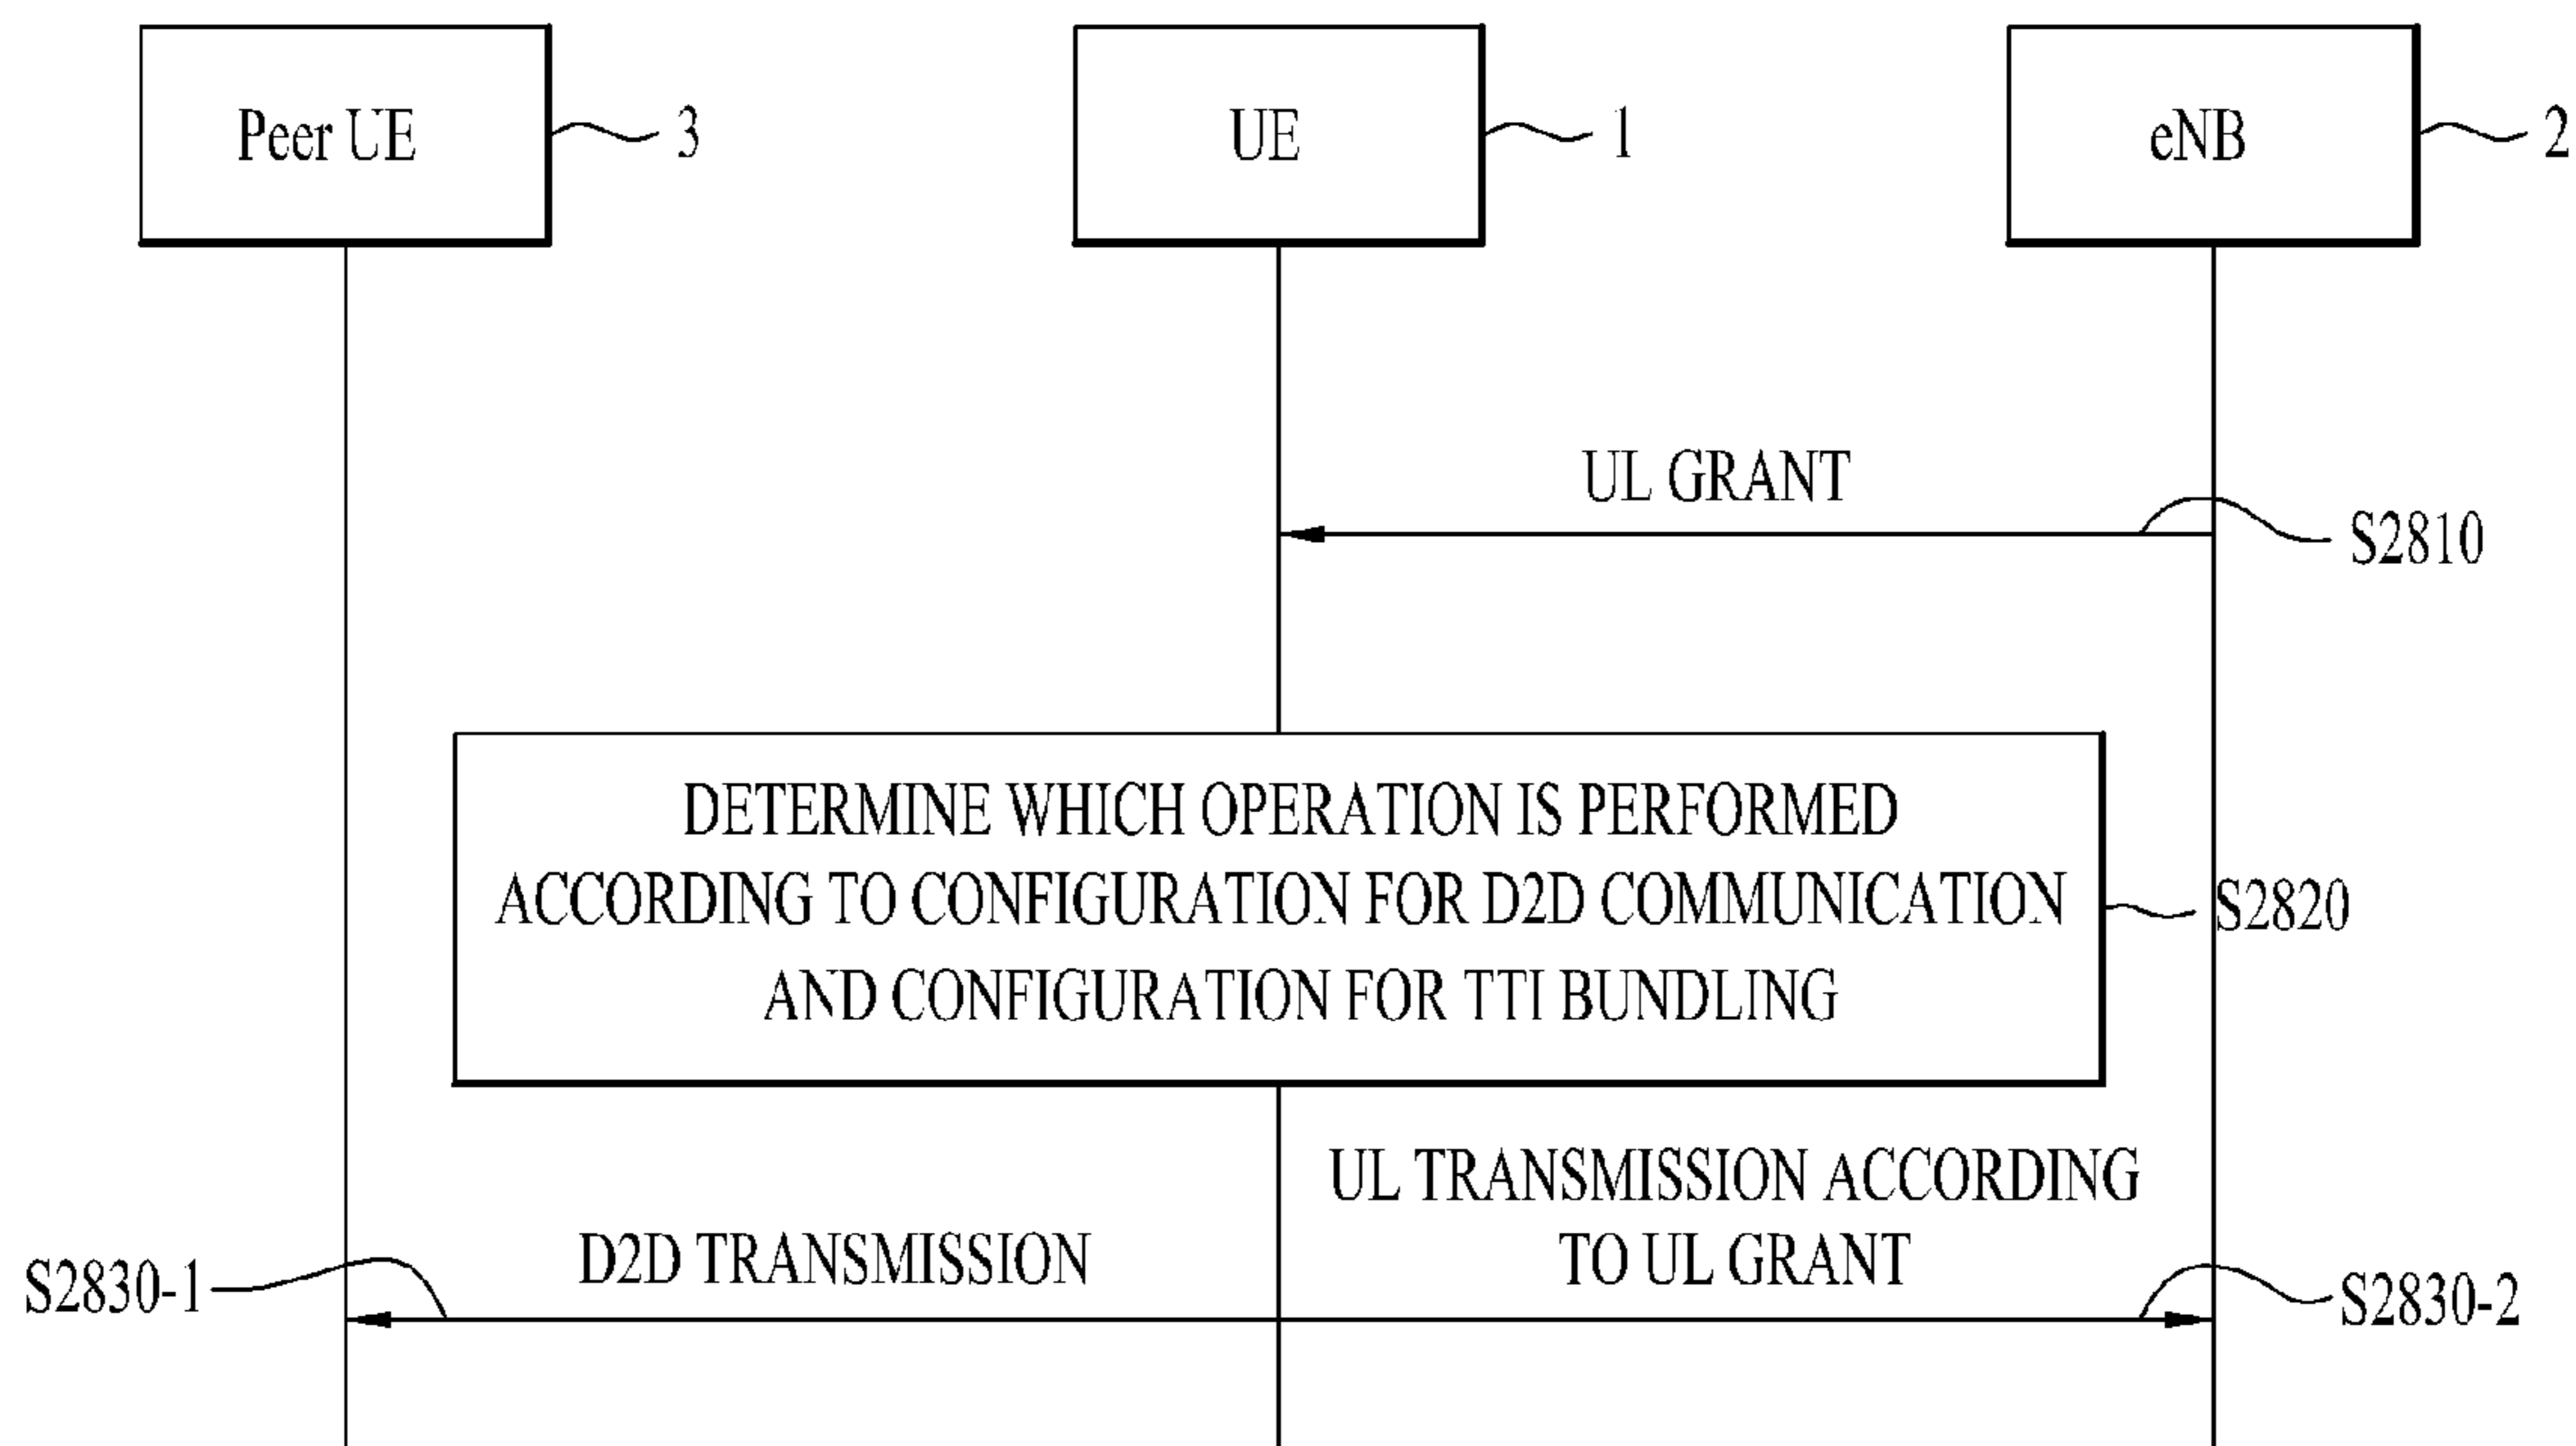 Peer UE
3
UE
1
eNB
2
UL GRANT
S2810
DETERMINE WHICH OPERATION IS PERFORMED
ACCORDING TO CONFIGURATION FOR D2D COMMUNICATION
AND CONFIGURATION FOR TTI BUNDLING
S2820
UL TRANSMISSION ACCORDING
TO UL GRANT
D2D TRANSMISSION
S2830-1
S2830-2